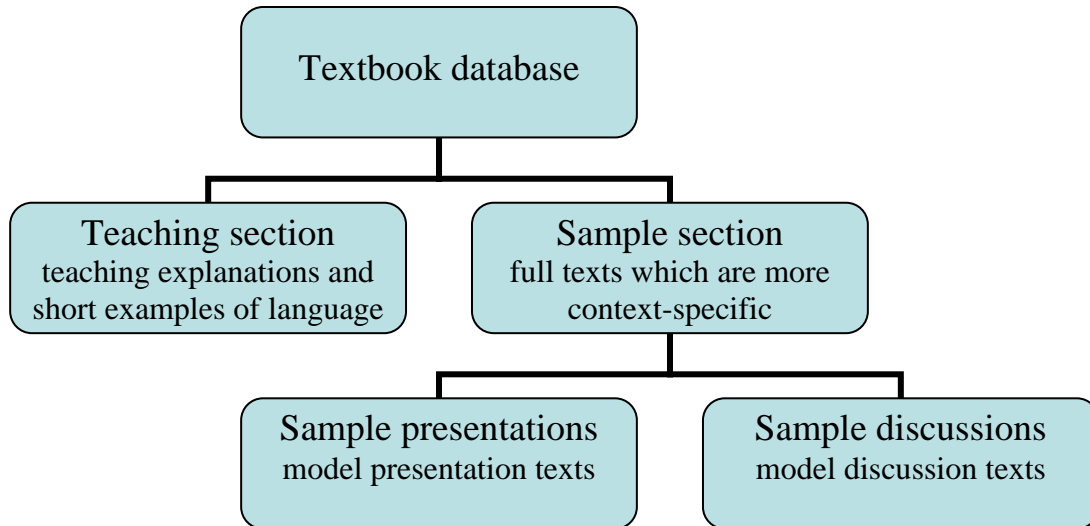 Textbook database
Teaching section
teaching explanations and
short examples of language
Sample section
full texts which are more
context-specific
Sample presentations
model presentation texts
Sample discussions
model discussion texts